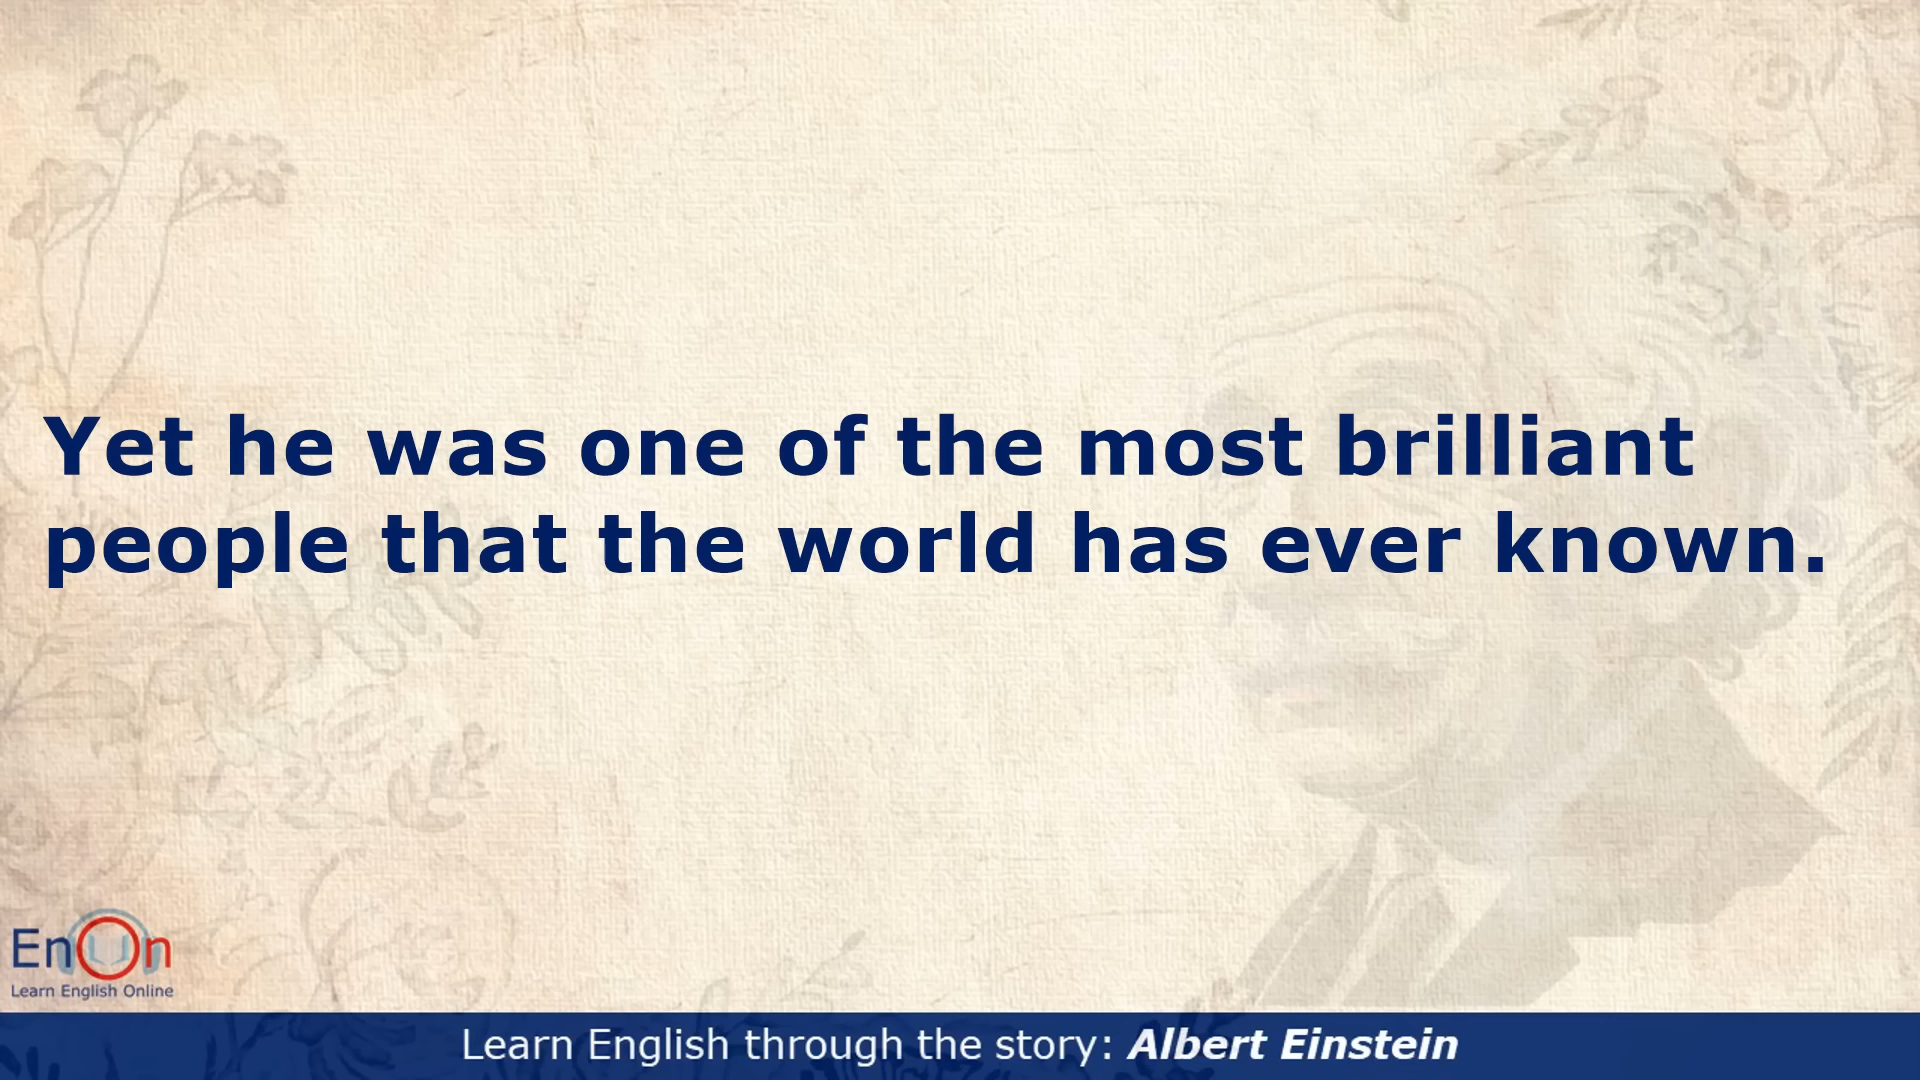 Yet he was one of the most brilliant
people that the world has ever known.
EnOn
Learn English Online
Learn English through the story: Albert Einstein